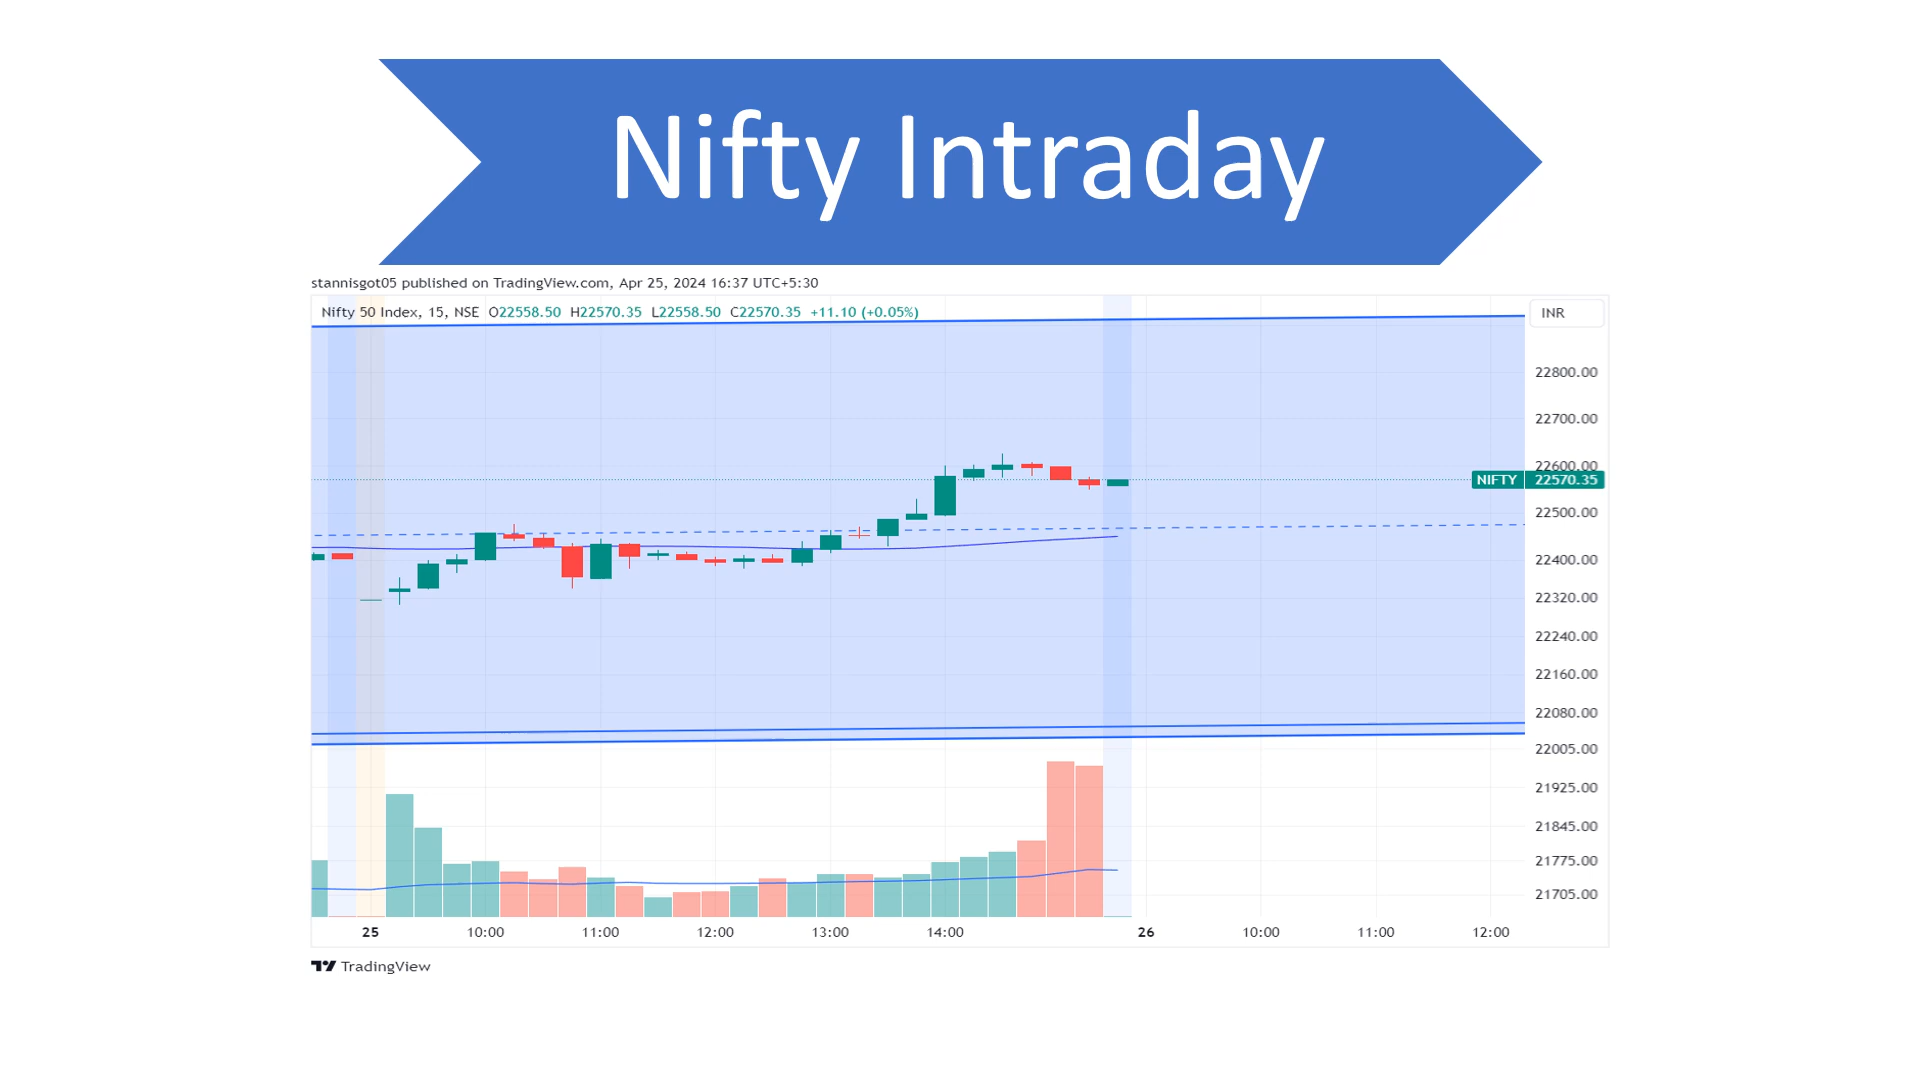 Nifty Intraday
stannisgot05 published on TradingView.com, Apr 25, 2024 16:37 UTC+5:30
Nifty 50 Index, 15, NSE O22558.50 H22570.35 L22558.50 C22570.35 +11.10 (+0.05%)
INR
22800.00
22700.00
22600.00
NIFTY 22570.35
22500.00
22400.00
22320.00
22240.00
22160.00
22080.00
22005.00
21925.00
21845.00
21775.00
21705.00
25 10:00 11:00 12:00 13:00 14:00 26 10:00 11:00 12:00
TradingView